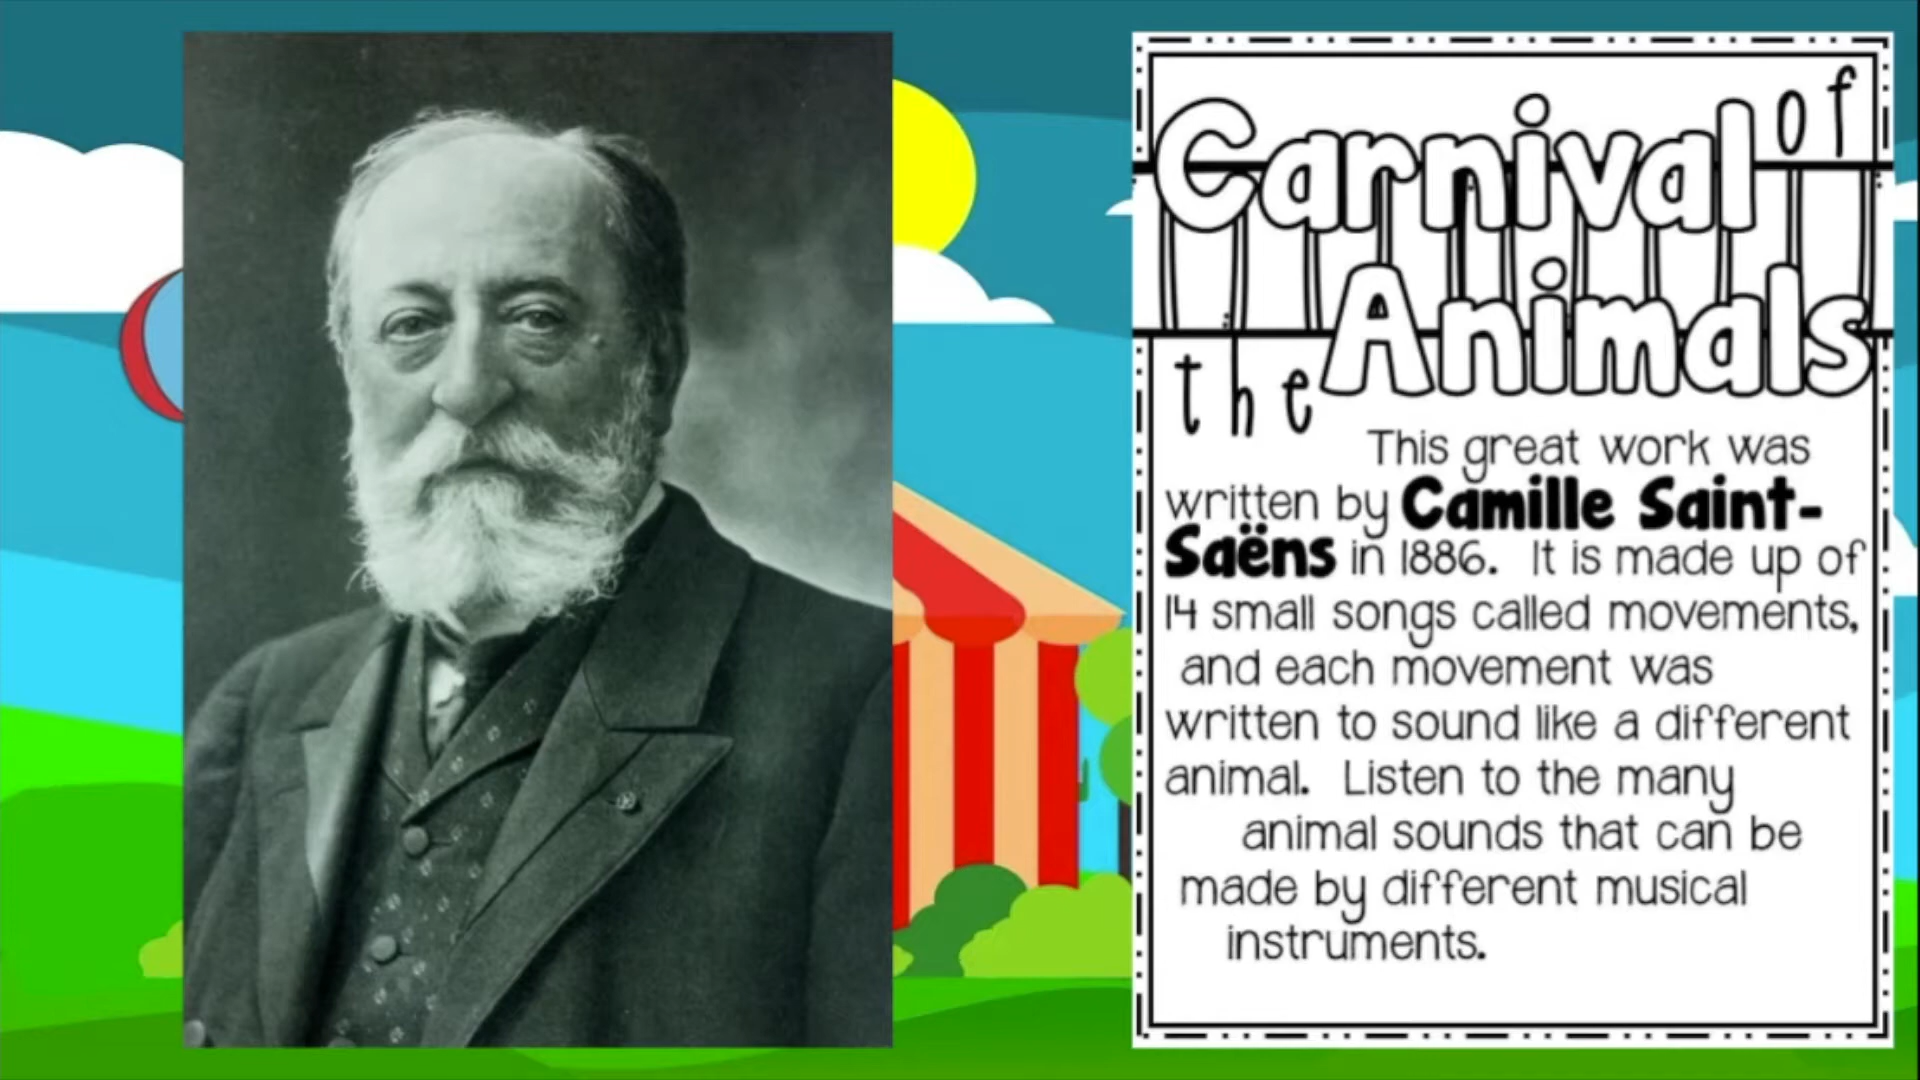 Carnival of
the Animals
This great work was
written by Camille Saint-
Saëns in 1886. It is made up of
14 small songs called movements,
and each movement was
written to sound like a different
animal. Listen to the many
animal sounds that can be
made by different musical
instruments.